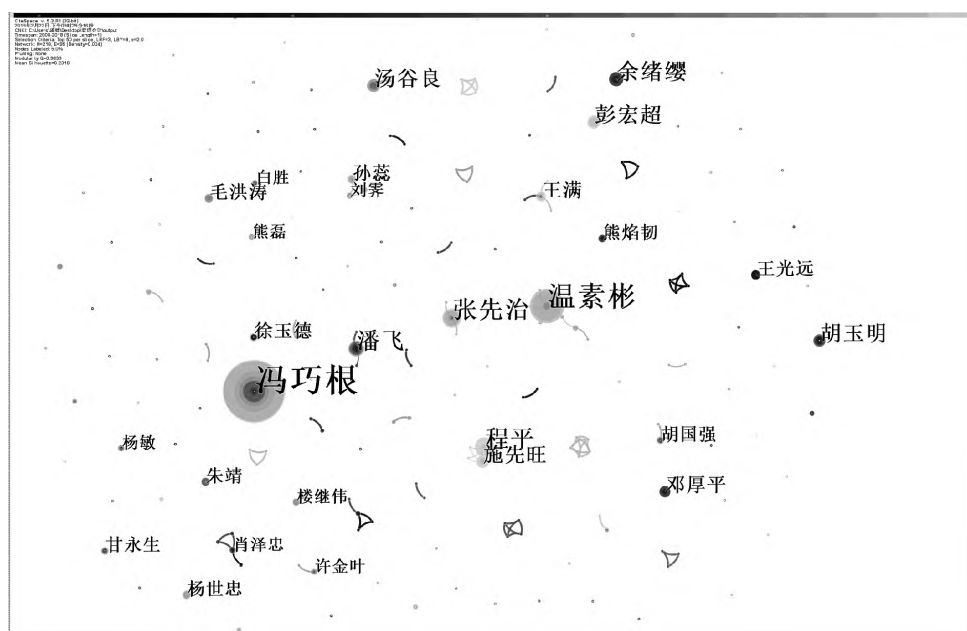 汤谷良
余绪缨
彭宏超
白胜
孙蕊
毛洪涛
刘霁
王满
熊磊
熊焰韧
王光远
温素彬
张先治
徐玉德
潘飞
胡玉明
冯巧根
杨敏
程平
胡国强
施先旺
朱靖
邓厚平
楼继伟
甘永生
肖泽忠
许金叶
杨世忠